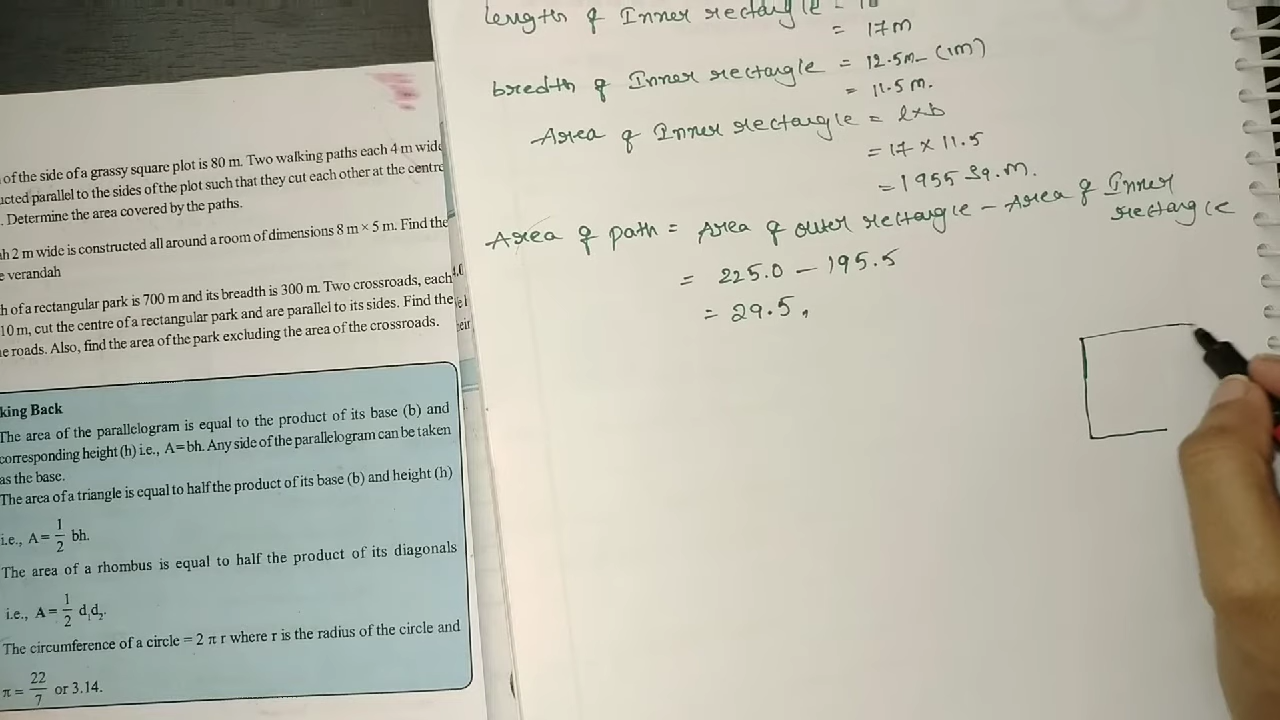 of the side of a grassy square plot is 80 m. Two walking paths each 4 m wide
ucted parallel to the sides of the plot such that they cut each other at the centre
. Determine the area covered by the paths.
ah 2 m wide is constructed all around a room of dimensions 8 m × 5 m. Find the
e verandah
h of a rectangular park is 700 m and its breadth is 300 m. Two crossroads, each
10 m, cut the centre of a rectangular park and are parallel to its sides. Find the
e roads. Also, find the area of the park excluding the area of the crossroads.
king Back
The area of the parallelogram is equal to the product of its base (b) and
corresponding height (h) i.e., A=bh. Any side of the parallelogram can be taken
as the base.
The area of a triangle is equal to half the product of its base (b) and height (h)
i.e., A = 1/2 bh.
The area of a rhombus is equal to half the product of its diagonals
i.e., A = 1/2 d₁d₂.
The circumference of a circle = 2 π r where r is the radius of the circle and
π = 22/7 or 3.14.
length of Inner rectangle =
= 17m
bredth of Inner rectangle = 12.5m - (1m)
= 11.5 m.
Area of Inner rectangle = l×b
= 17 × 11.5
= 1955 sq.m.
Area of path = Area of outer rectangle - Area of Inner
rectangle
= 225.0 - 195.5
= 29.5